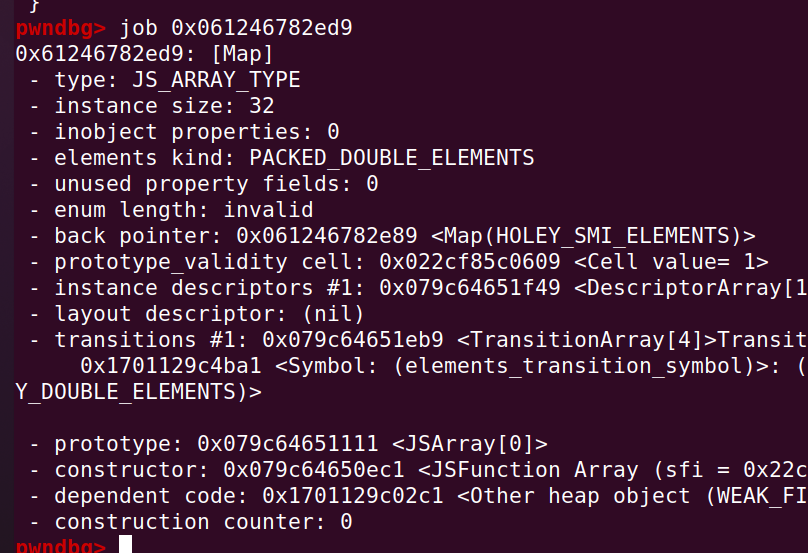 }
pwndbg> job 0x061246782ed9
0x61246782ed9: [Map]
- type: JS_ARRAY_TYPE
- instance size: 32
- inobject properties: 0
- elements kind: PACKED_DOUBLE_ELEMENTS
- unused property fields: 0
- enum length: invalid
- back pointer: 0x061246782e89 <Map(HOLEY_SMI_ELEMENTS)>
- prototype_validity cell: 0x022cf85c0609 <Cell value= 1>
- instance descriptors #1: 0x079c64651f49 <DescriptorArray[1
- layout descriptor: (nil)
- transitions #1: 0x079c64651eb9 <TransitionArray[4]>Transit
0x1701129c4ba1 <Symbol: (elements_transition_symbol)>: (
Y_DOUBLE_ELEMENTS)>
- prototype: 0x079c64651111 <JSArray[0]>
- constructor: 0x079c64650ec1 <JSFunction Array (sfi = 0x22c
- dependent code: 0x1701129c02c1 <Other heap object (WEAK_FI
- construction counter: 0
pwndbg>